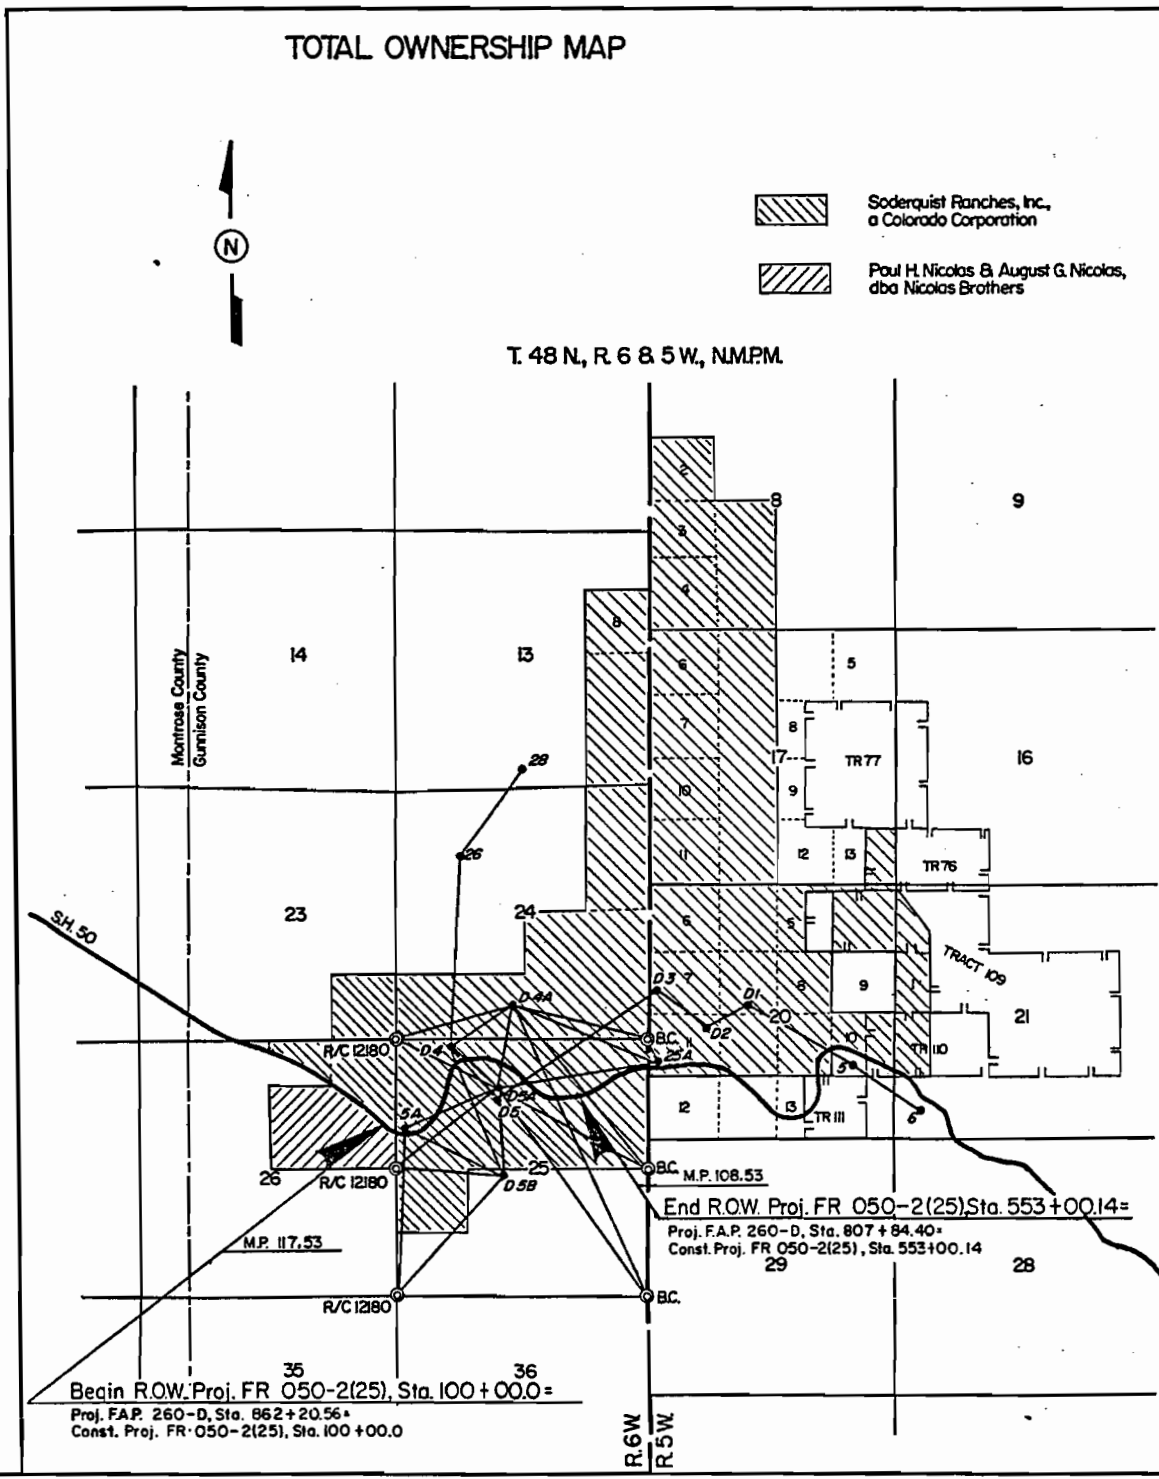 TOTAL OWNERSHIP MAP
N
Soderquist Ranches, Inc.,
a Colorado Corporation
Paul H. Nicolas & August G. Nicolas,
dba Nicolas Brothers
T. 48 N., R. 6 & 5 W., N.M.P.M.
2
8
9
3
4
8
14
13
6
5
Montrose County
Gunnison County
7
8
28
17
TR 77
16
10
9
26
11
12
13
TR 76
23
24
6
5
S.H. 50
TRACT 109
D3
7
8
9
D4A
D1
D2
20
21
R/C 12180
D4
B.C.
11
10
TR 110
25A
5
D5A
D5
5A
12
13
TR 111
6
26
R/C 12180
25
B.C.
D5B
M.P. 108.53
End R.O.W. Proj. FR 050-2(25), Sta. 553+00.14=
Proj. F.A.P. 260-D, Sta. 807+84.40=
Const. Proj. FR 050-2(25), Sta. 553+00.14
M.P. 117.53
29
28
R/C 12180
B.C.
35
36
Begin R.O.W. Proj. FR 050-2(25), Sta. 100+00.0=
Proj. F.A.P. 260-D, Sta. 862+20.56=
Const. Proj. FR-050-2(25), Sta. 100+00.0
R.6W.
R.5W.